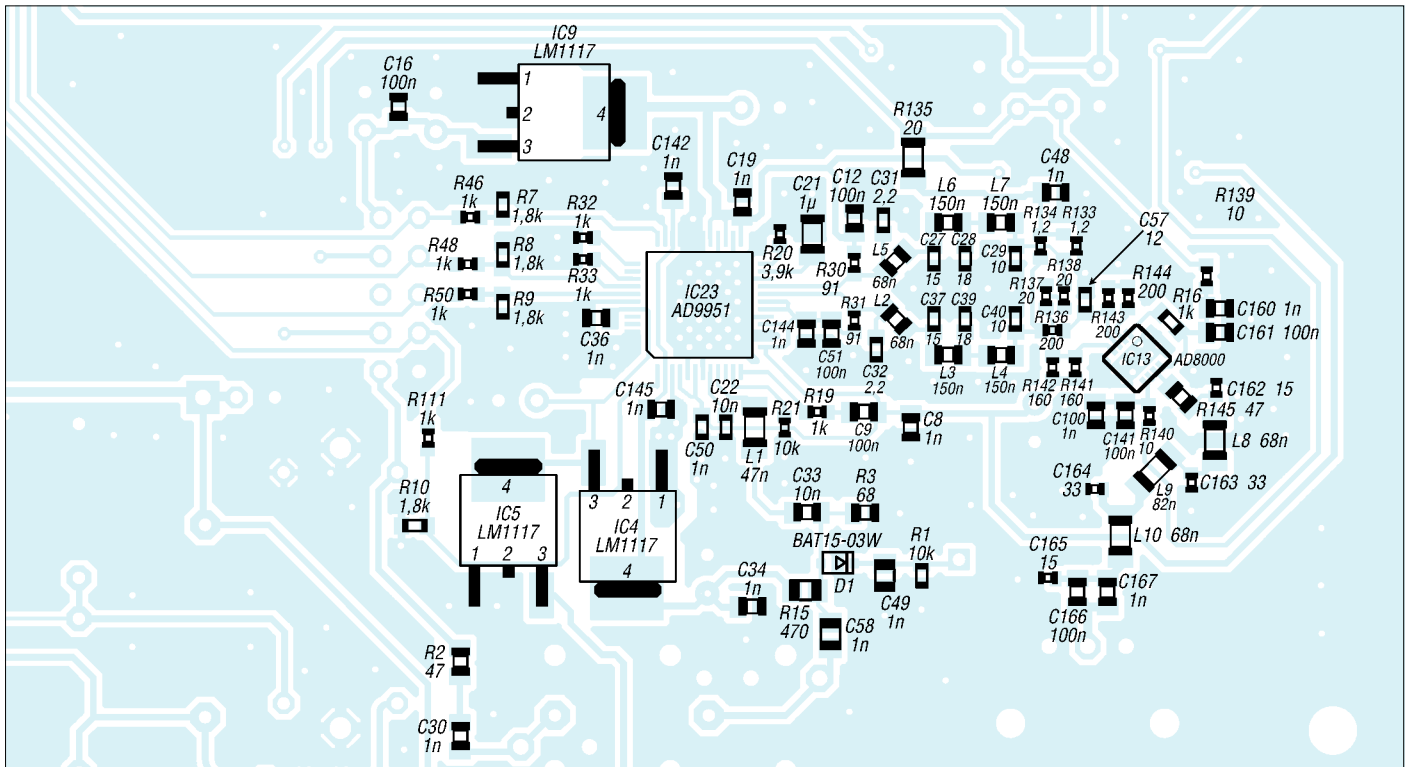 IC9
LM1117
1
2
3
4
C16
100n
R135
20
C142
1n
C19
1n
C21
1µ
C12
100n
C31
2,2
L6
150n
L7
150n
C48
1n
R139
10
R46
1k
R7
1,8k
R32
1k
R48
1k
R8
1,8k
R33
1k
R50
1k
R9
1,8k
C36
1n
IC23
AD9951
R20
3,9k
R30
91
L5
68n
C27
15
C28
18
C29
10
R134
1,2
R133
1,2
C57
12
R31
91
L2
68n
C37
15
C39
18
C40
10
R137
20
R138
20
R136
200
R143
200
R144
200
R16
1k
C160 1n
C161 100n
C144
1n
C51
100n
C32
2,2
L3
150n
L4
150n
R142
160
R141
160
IC13
AD8000
C162 15
R145 47
L8 68n
C163 33
C100
1n
C141
100n
R140
10
L9
82n
C164
33
L10 68n
C165
15
C166
100n
C167
1n
R111
1k
C145
1n
C22
10n
C50
1n
L1
47n
R21
10k
R19
1k
C9
100n
C8
1n
R10
1,8k
4
IC5
LM1117
1
2
3
3
2
1
IC4
LM1117
4
C33
10n
R3
68
BAT15-03W
D1
R1
10k
C34
1n
R15
470
C58
1n
C49
1n
R2
47
C30
1n